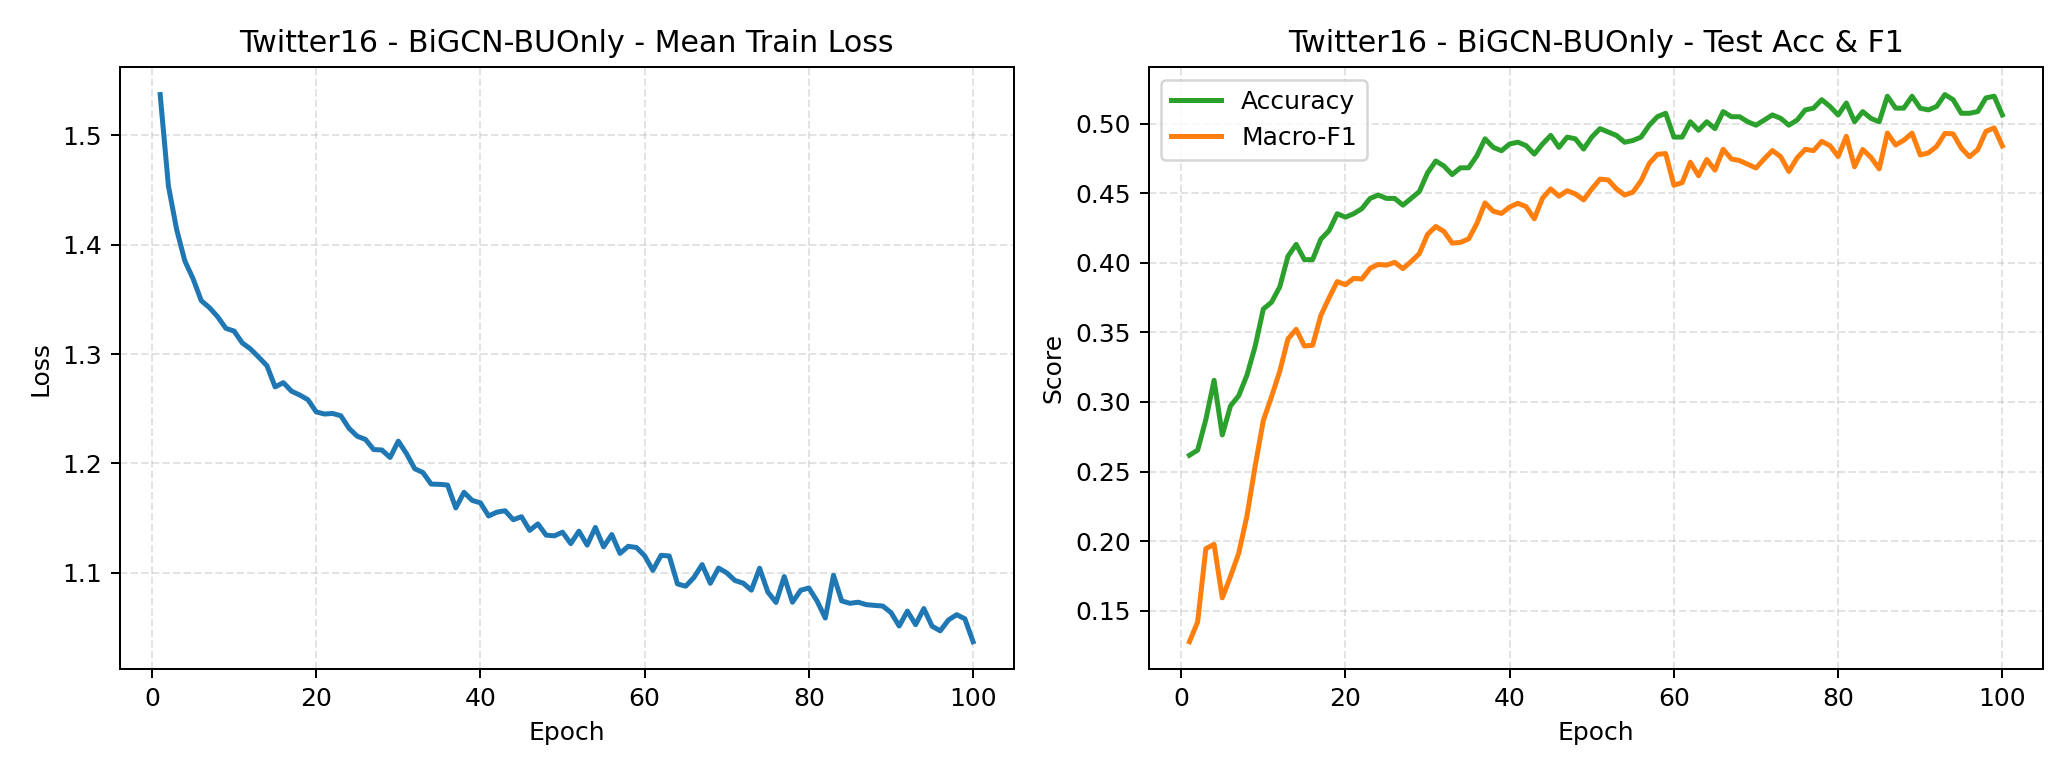 Twitter16 - BiGCN-BUOnly - Mean Train Loss
1.5
1.4
1.3
1.2
1.1
Loss
0 20 40 60 80 100
Epoch
Twitter16 - BiGCN-BUOnly - Test Acc & F1
Accuracy
Macro-F1
0.50
0.45
0.40
0.35
0.30
0.25
0.20
0.15
Score
0 20 40 60 80 100
Epoch